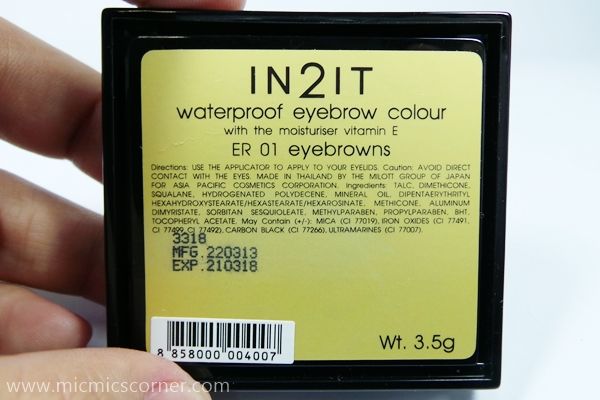 IN2IT
waterproof eyebrow colour
with the moisturiser vitamin E
ER 01 eyebrowns
Directions: USE THE APPLICATOR TO APPLY TO YOUR EYELIDS. Caution: AVOID DIRECT
CONTACT WITH THE EYES. MADE IN THAILAND BY THE MILOTT GROUP OF JAPAN
FOR ASIA PACIFIC COSMETICS CORPORATION. Ingredients: TALC, DIMETHICONE,
SQUALANE, HYDROGENATED POLYDECENE, MINERAL OIL, DIPENTAERYTHRITYL
HEXAHYDROXYSTEARATE/HEXASTEARATE/HEXAROSINATE, METHICONE, ALUMINUM
DIMYRISTATE, SORBITAN SESQUIOLEATE, METHYLPARABEN, PROPYLPARABEN, BHT,
TOCOPHERYL ACETATE. May Contain (+/-): MICA (CI 77019), IRON OXIDES (CI 77491,
CI 77499, CI 77492), CARBON BLACK (CI 77266), ULTRAMARINES (CI 77007).
3318
MFG.220313
EXP.210318
Wt. 3.5g
8 858000 004007
www.micmicscorner.com